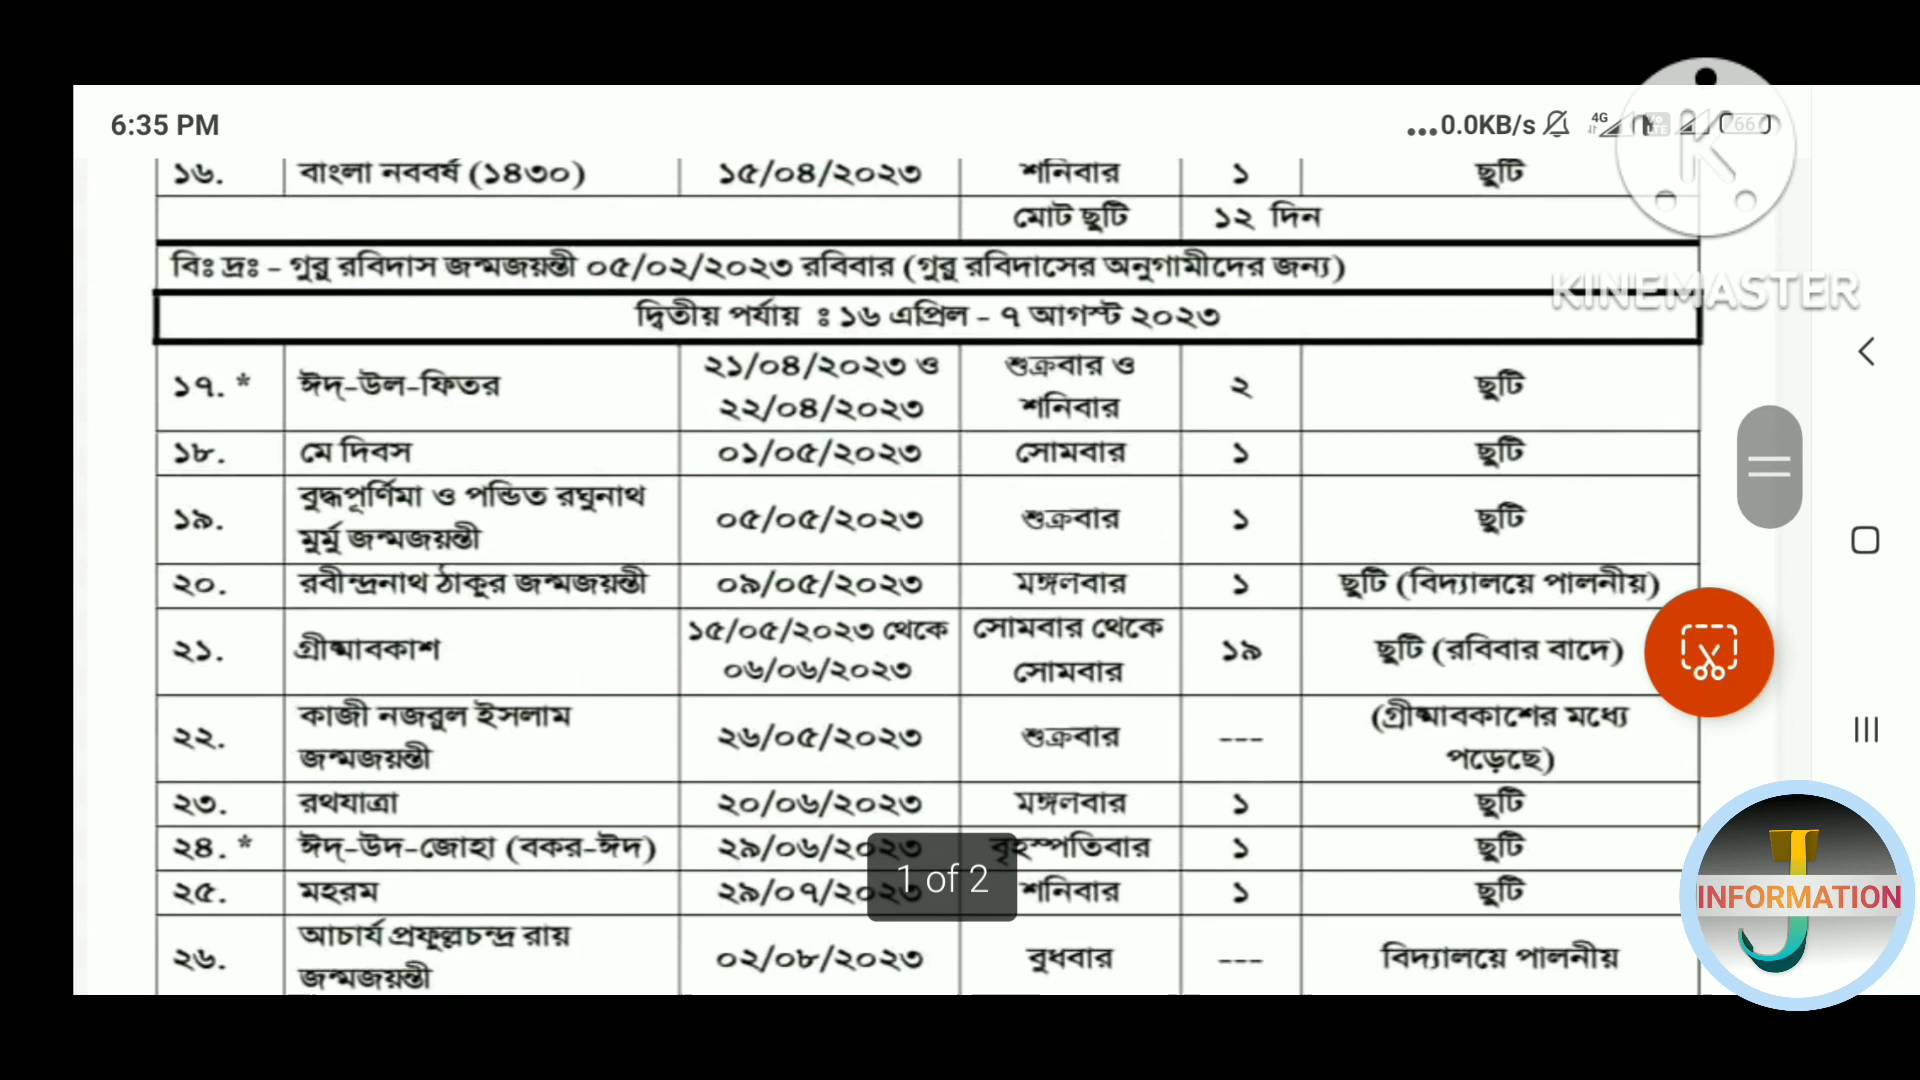 6:35 PM ...0.0KB/s 4G 66
১৬. বাংলা নববর্ষ (১৪৩০) ১৫/০৪/২০২৩ শনিবার ১ ছুটি
মোট ছুটি ১২ দিন
বিঃ দ্রঃ - গুরু রবিদাস জন্মজয়ন্তী ০৫/০২/২০২৩ রবিবার (গুরু রবিদাসের অনুগামীদের জন্য)
KINEMASTER
দ্বিতীয় পর্যায় ঃ ১৬ এপ্রিল - ৭ আগস্ট ২০২৩
১৭. * ঈদ্-উল-ফিতর ২১/০৪/২০২৩ ও শুক্রবার ও ২ ছুটি
২২/০৪/২০২৩ শনিবার
১৮. মে দিবস ০১/০৫/২০২৩ সোমবার ১ ছুটি
১৯. বুদ্ধপূর্ণিমা ও পন্ডিত রঘুনাথ ০৫/০৫/২০২৩ শুক্রবার ১ ছুটি
মুর্মু জন্মজয়ন্তী
২০. রবীন্দ্রনাথ ঠাকুর জন্মজয়ন্তী ০৯/০৫/২০২৩ মঙ্গলবার ১ ছুটি (বিদ্যালয়ে পালনীয়)
২১. গ্রীষ্মাবকাশ ১৫/০৫/২০২৩ থেকে সোমবার থেকে ১৯ ছুটি (রবিবার বাদে)
০৬/০৬/২০২৩ সোমবার
২২. কাজী নজরুল ইসলাম ২৬/০৫/২০২৩ শুক্রবার --- (গ্রীষ্মাবকাশের মধ্যে
জন্মজয়ন্তী পড়েছে)
২৩. রথযাত্রা ২০/০৬/২০২৩ মঙ্গলবার ১ ছুটি
২৪. * ঈদ্-উদ-জোহা (বকর-ঈদ) ২৯/০৬/২০২৩ বৃহস্পতিবার ১ ছুটি
1 of 2
২৫. মহরম ২৯/০৭/২০২৩ শনিবার ১ ছুটি
J INFORMATION
২৬. আচার্য প্রফুল্লচন্দ্র রায় ০২/০৮/২০২৩ বুধবার --- বিদ্যালয়ে পালনীয়
জন্মজয়ন্তী